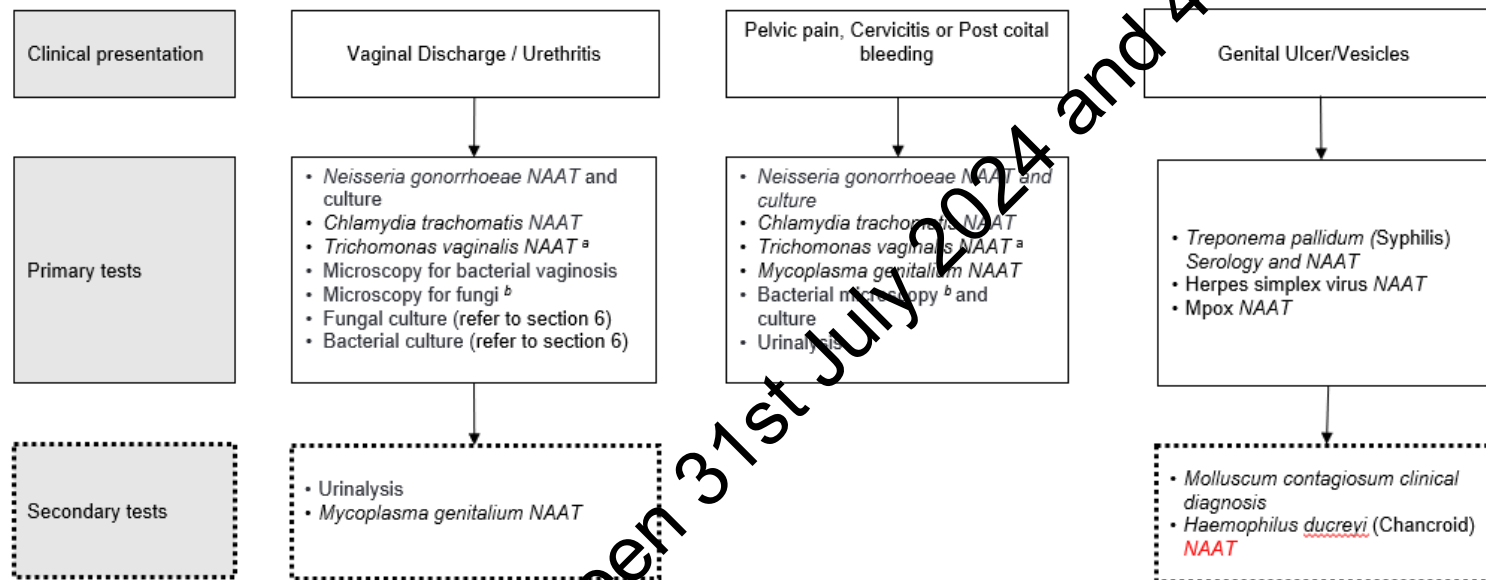 Clinical presentation
Vaginal Discharge / Urethritis
Pelvic pain, Cervicitis or Post coital
bleeding
Genital Ulcer/Vesicles
Primary tests
• Neisseria gonorrhoeae NAAT and
culture
• Chlamydia trachomatis NAAT
• Trichomonas vaginalis NAAT a
• Microscopy for bacterial vaginosis
• Microscopy for fungi b
• Fungal culture (refer to section 6)
• Bacterial culture (refer to section 6)
• Neisseria gonorrhoeae NAAT and
culture
• Chlamydia trachomatis NAAT
• Trichomonas vaginalis NAAT a
• Mycoplasma genitalium NAAT
• Bacterial microscopy b and
culture
• Urinalysis
• Treponema pallidum (Syphilis)
Serology and NAAT
• Herpes simplex virus NAAT
• Mpox NAAT
Secondary tests
• Urinalysis
• Mycoplasma genitalium NAAT
• Molluscum contagiosum clinical
diagnosis
• Haemophilus ducreyi (Chancroid)
NAAT
31st July 2024 and